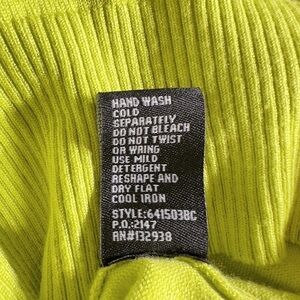 HAND WASH
COLD
SEPARATELY
DO NOT BLEACH
DO NOT TWIST
OR WRING
USE MILD
DETERGENT
RESHAPE AND
DRY FLAT
COOL IRON
STYLE:6415038C
P.O.:2147
RN#132938